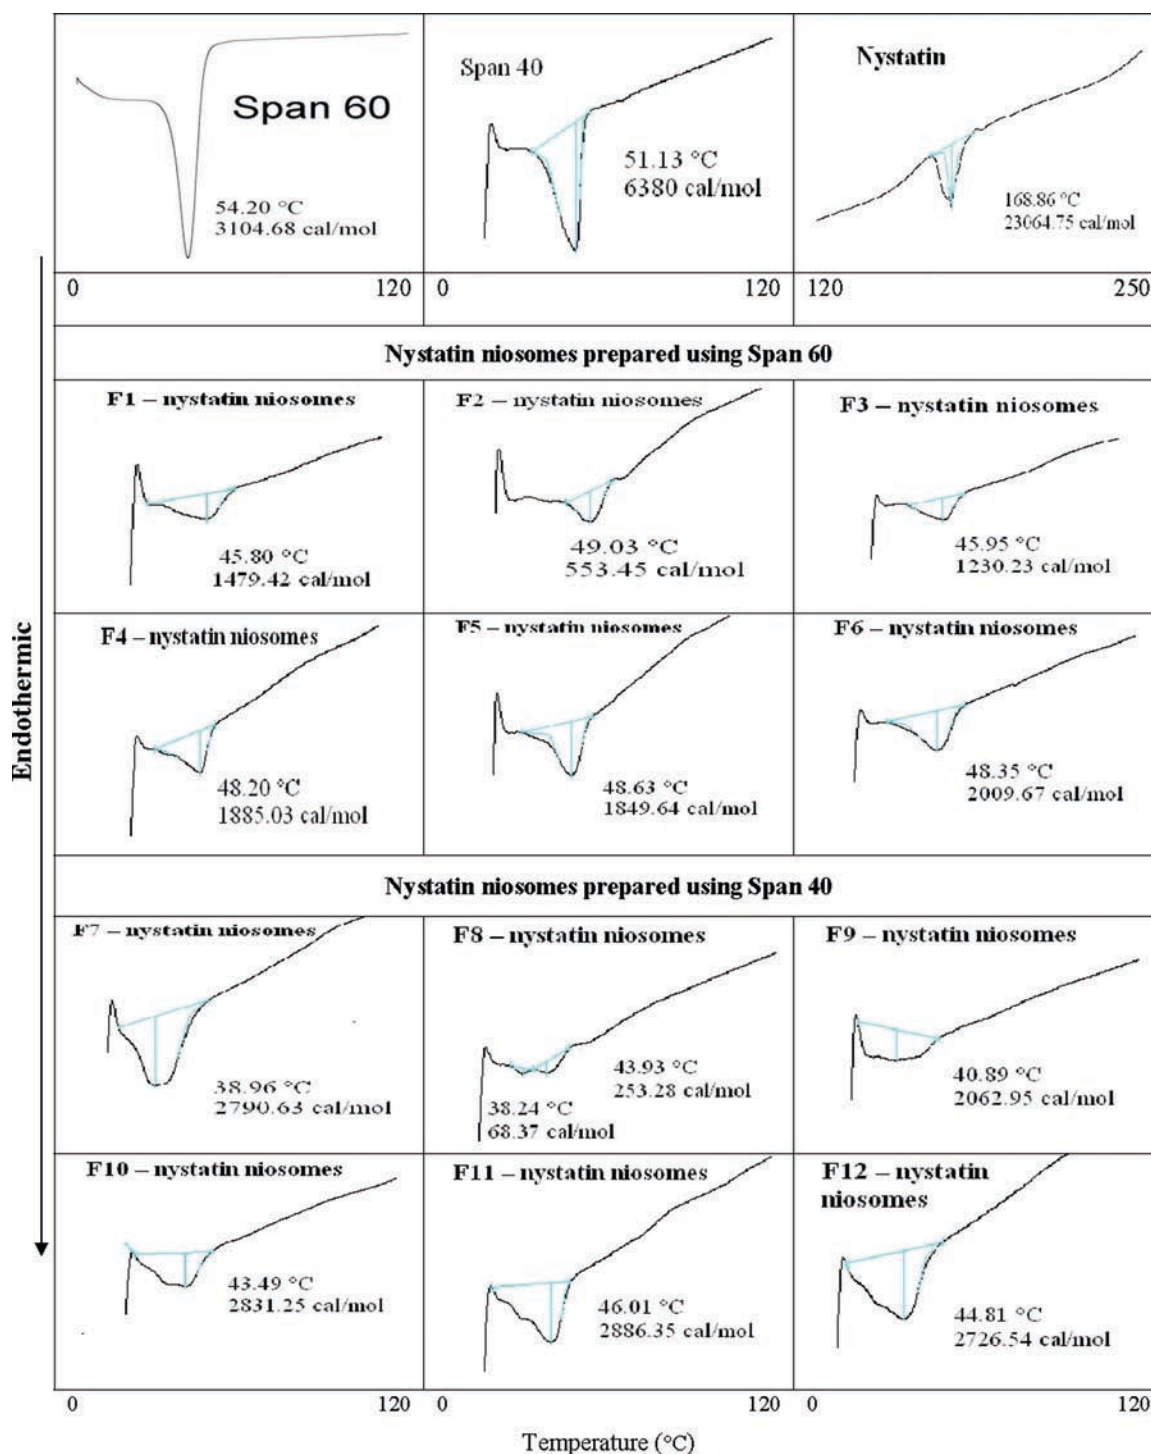 Span 60
54.20 °C
3104.68 cal/mol
Span 40
51.13 °C
6380 cal/mol
Nystatin
168.86 °C
23064.75 cal/mol
0 120
0 120
120 250
Nystatin niosomes prepared using Span 60
F1 – nystatin niosomes
45.80 °C
1479.42 cal/mol
F2 – nystatin niosomes
49.03 °C
553.45 cal/mol
F3 – nystatin niosomes
45.95 °C
1230.23 cal/mol
F4 – nystatin niosomes
48.20 °C
1885.03 cal/mol
F5 – nystatin niosomes
48.63 °C
1849.64 cal/mol
F6 – nystatin niosomes
48.35 °C
2009.67 cal/mol
Endothermic
Nystatin niosomes prepared using Span 40
F7 – nystatin niosomes
38.96 °C
2790.63 cal/mol
F8 – nystatin niosomes
43.93 °C
253.28 cal/mol
38.24 °C
68.37 cal/mol
F9 – nystatin niosomes
40.89 °C
2062.95 cal/mol
F10 – nystatin niosomes
43.49 °C
2831.25 cal/mol
F11 – nystatin niosomes
46.01 °C
2886.35 cal/mol
F12 – nystatin
niosomes
44.81 °C
2726.54 cal/mol
0 120
0 120
0 120
Temperature (°C)